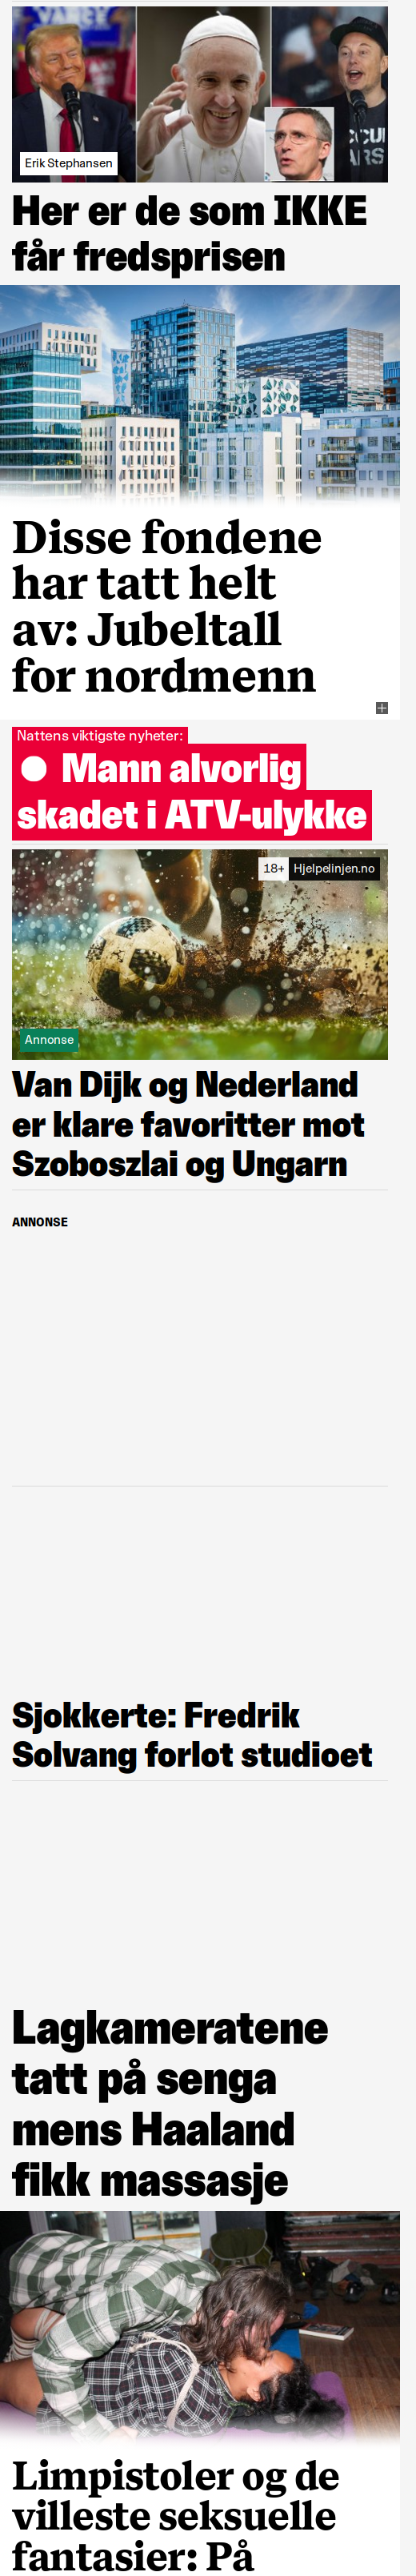 Erik Stephansen
Her er de som IKKE
får fredsprisen
Disse fondene
har tatt helt
av: Jubeltall
for nordmenn
Nattens viktigste nyheter:
Mann alvorlig
skadet i ATV-ulykke
18+ Hjelpelinjen.no
Annonse
Van Dijk og Nederland
er klare favoritter mot
Szoboszlai og Ungarn
ANNONSE
Sjokkerte: Fredrik
Solvang forlot studioet
Lagkameratene
tatt på senga
mens Haaland
fikk massasje
Limpistoler og de
villeste seksuelle
fantasier: På